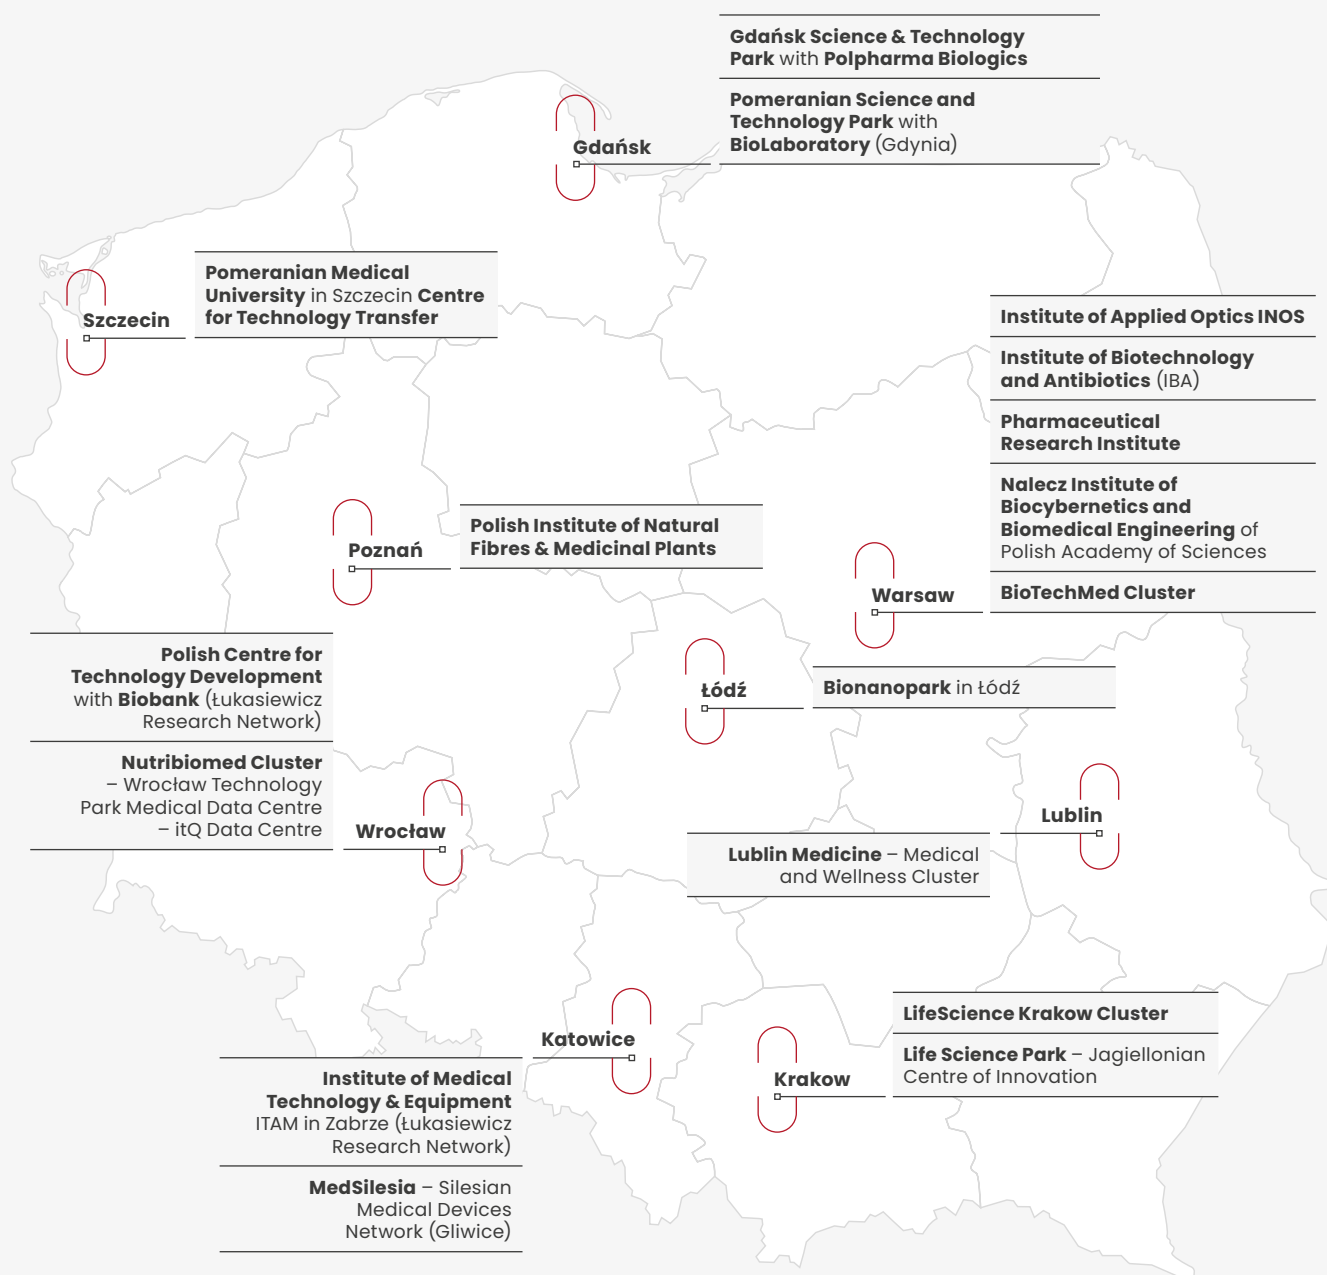 Gdańsk Science & Technology
Park with Polpharma Biologics
Pomeranian Science and
Technology Park with
BioLaboratory (Gdynia)
Gdańsk
Pomeranian Medical
University in Szczecin Centre
for Technology Transfer
Szczecin
Institute of Applied Optics INOS
Institute of Biotechnology
and Antibiotics (IBA)
Pharmaceutical
Research Institute
Nalecz Institute of
Biocybernetics and
Biomedical Engineering of
Polish Academy of Sciences
BioTechMed Cluster
Warsaw
Polish Institute of Natural
Fibres & Medicinal Plants
Poznań
Polish Centre for
Technology Development
with Biobank (Łukasiewicz
Research Network)
Nutribiomed Cluster
– Wrocław Technology
Park Medical Data Centre
– itQ Data Centre
Wrocław
Łódź
Bionanopark in Łódź
Lublin
Lublin Medicine – Medical
and Wellness Cluster
Katowice
Institute of Medical
Technology & Equipment
ITAM in Zabrze (Łukasiewicz
Research Network)
MedSilesia – Silesian
Medical Devices
Network (Gliwice)
Krakow
LifeScience Krakow Cluster
Life Science Park – Jagiellonian
Centre of Innovation